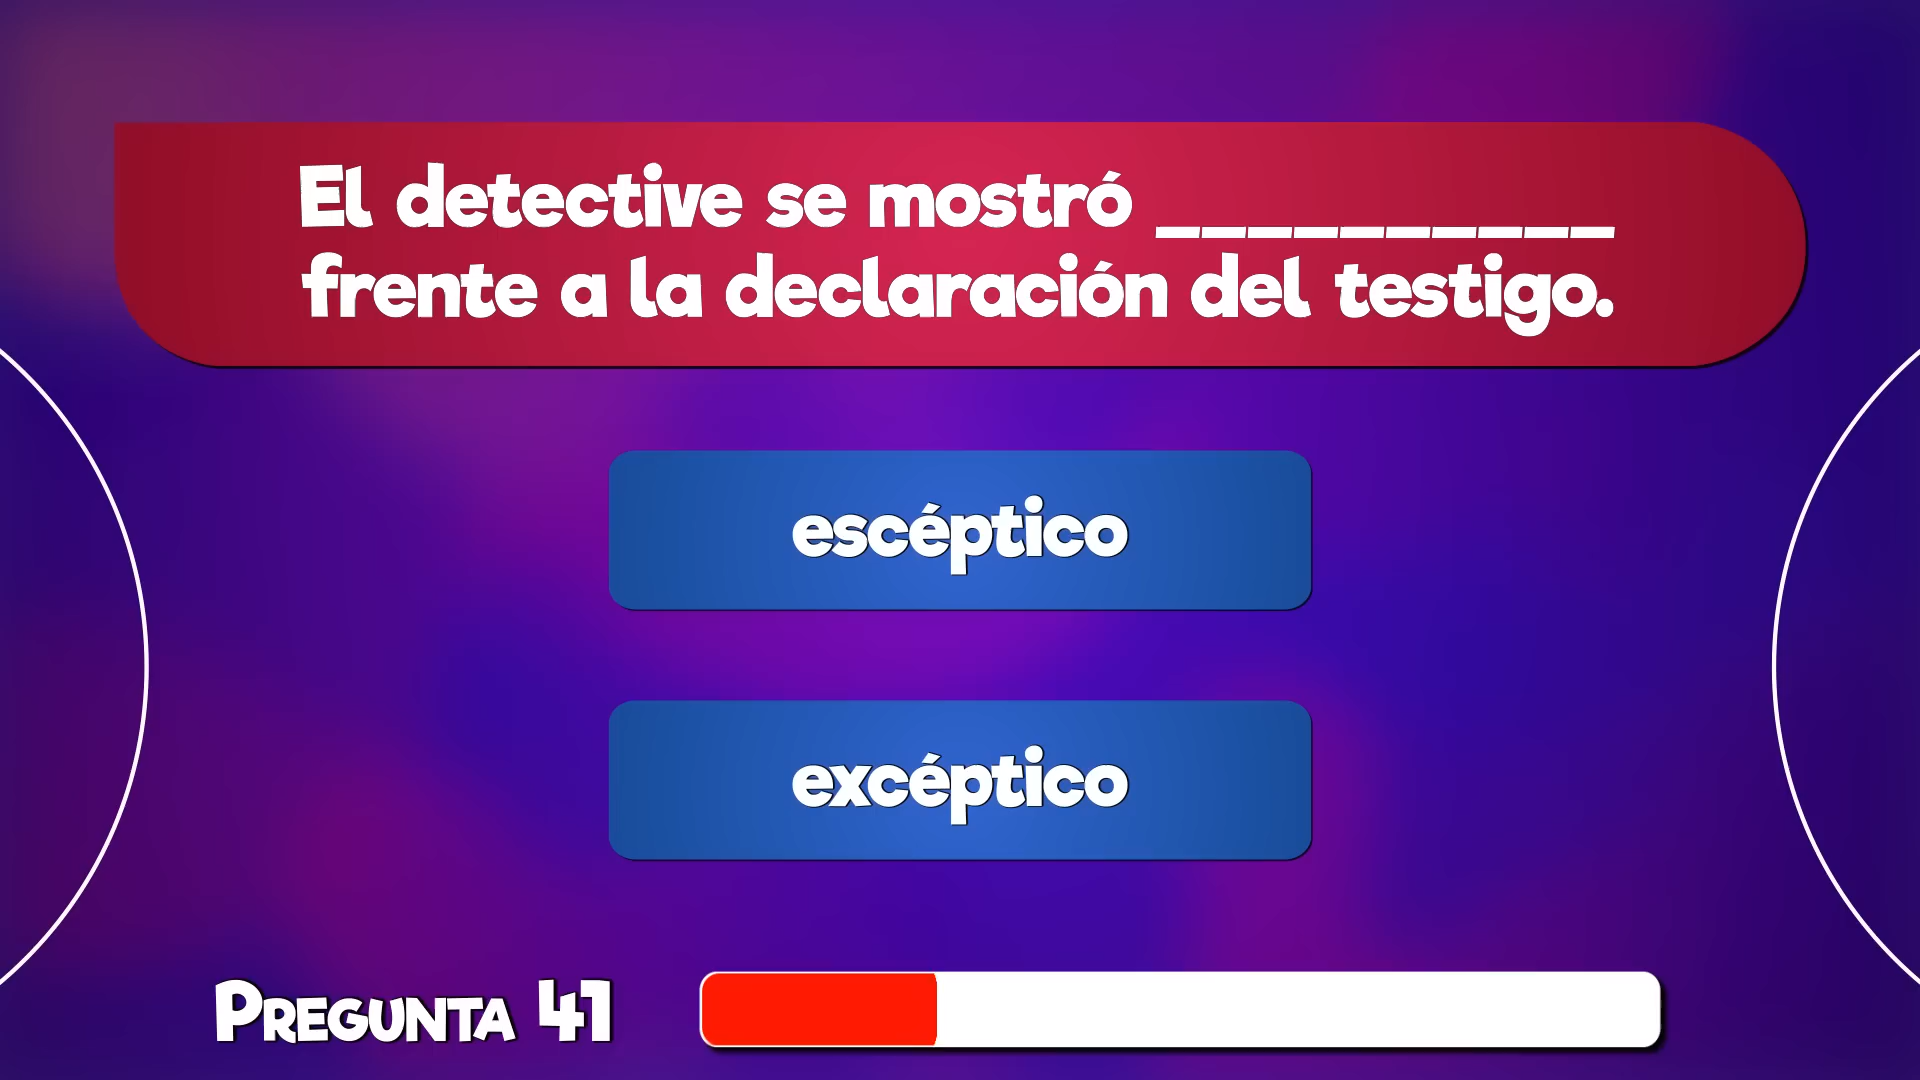 El detective se mostró __________
frente a la declaración del testigo.
escéptico
excéptico
Pregunta 41